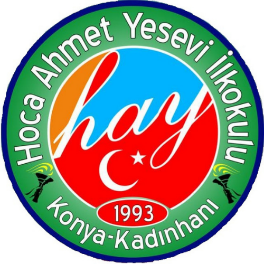 Hoca Ahmet Yesevi İlkokulu
hay
1993
Konya-Kadınhanı